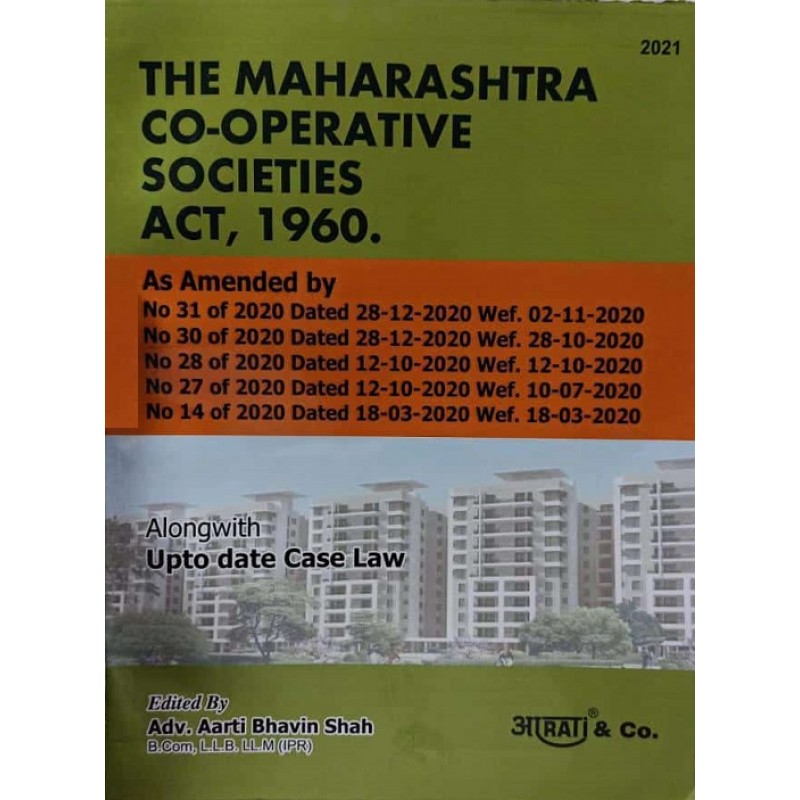 2021
THE MAHARASHTRA
CO-OPERATIVE
SOCIETIES
ACT, 1960.
As Amended by
No 31 of 2020 Dated 28-12-2020 Wef. 02-11-2020
No 30 of 2020 Dated 28-12-2020 Wef. 28-10-2020
No 28 of 2020 Dated 12-10-2020 Wef. 12-10-2020
No 27 of 2020 Dated 12-10-2020 Wef. 10-07-2020
No 14 of 2020 Dated 18-03-2020 Wef. 18-03-2020
Alongwith
Upto date Case Law
Edited By
Adv. Aarti Bhavin Shah
B.Com, L.L.B. LL.M (IPR)
आRATI® & Co.